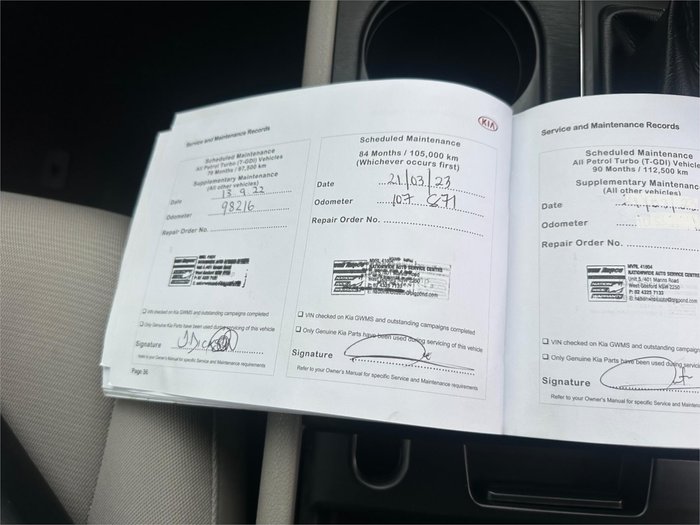 Service and Maintenance Records
Scheduled Maintenance
All Petrol Turbo (T-GDI) Vehicles
78 Months / 97,500 km
Supplementary Maintenance
(All other vehicles)
Date 13.9.22
Odometer 98216
Repair Order No.
VIN checked on Kia GWMS and outstanding campaigns completed
Only Genuine Kia Parts have been used during servicing of this vehicle
Signature
Refer to your Owner's Manual for specific Service and Maintenance requirements
Page 36
KIA
Scheduled Maintenance
84 Months / 105,000 km
(Whichever occurs first)
Date 21/03/23
Odometer 107 871
Repair Order No.
NATIONWIDE AUTO SERVICE CENTRE
VIN checked on Kia GWMS and outstanding campaigns completed
Only Genuine Kia Parts have been used during servicing of this vehicle
Signature
Refer to your Owner's Manual for specific Service and Maintenance requirements
Service and Maintenance Records
Scheduled Maintenance
All Petrol Turbo (T-GDI) Vehicles
90 Months / 112,500 km
Supplementary Maintenance
(All other vehicles)
Date
Odometer
Repair Order No.
MVRL 41004
NATIONWIDE AUTO SERVICE CENTRE
West Gosford NSW 2250
VIN checked on Kia GWMS and outstanding
Only Genuine Kia Parts have been used during
Signature
Refer to your Owner's Manual for specific Service and